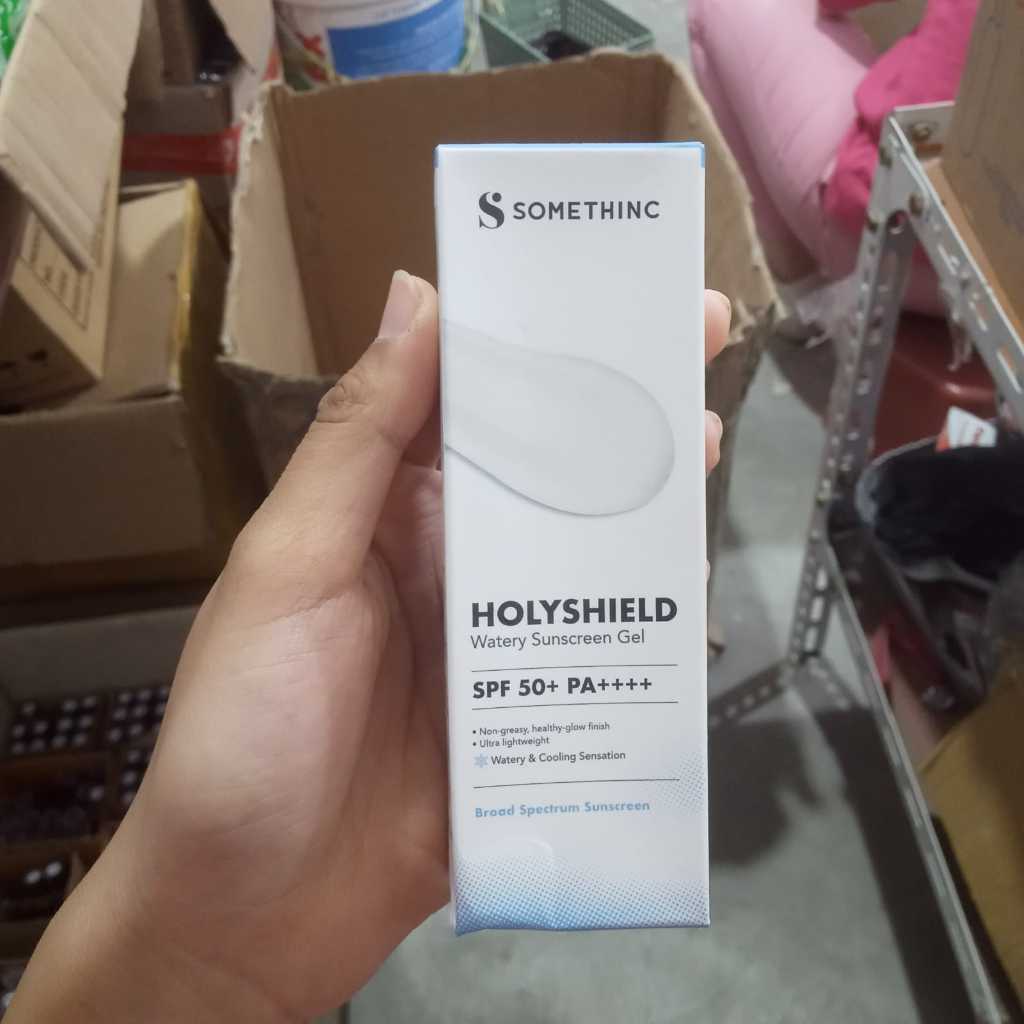 SOMETHINC
HOLYSHIELD
Watery Sunscreen Gel
SPF 50+ PA++++
• Non-greasy, healthy-glow finish
• Ultra lightweight
Watery & Cooling Sensation
Broad Spectrum Sunscreen